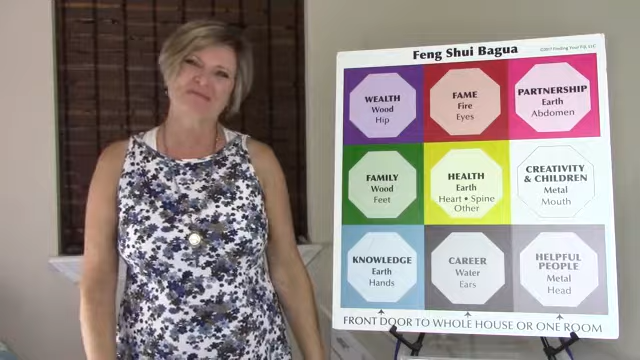 Feng Shui Bagua
WEALTH
Wood
Hip
FAME
Fire
Eyes
PARTNERSHIP
Earth
Abdomen
FAMILY
Wood
Feet
HEALTH
Earth
Heart • Spine
Other
CREATIVITY
& CHILDREN
Metal
Mouth
KNOWLEDGE
Earth
Hands
CAREER
Water
Ears
HELPFUL
PEOPLE
Metal
Head
FRONT DOOR TO WHOLE HOUSE OR ONE ROOM